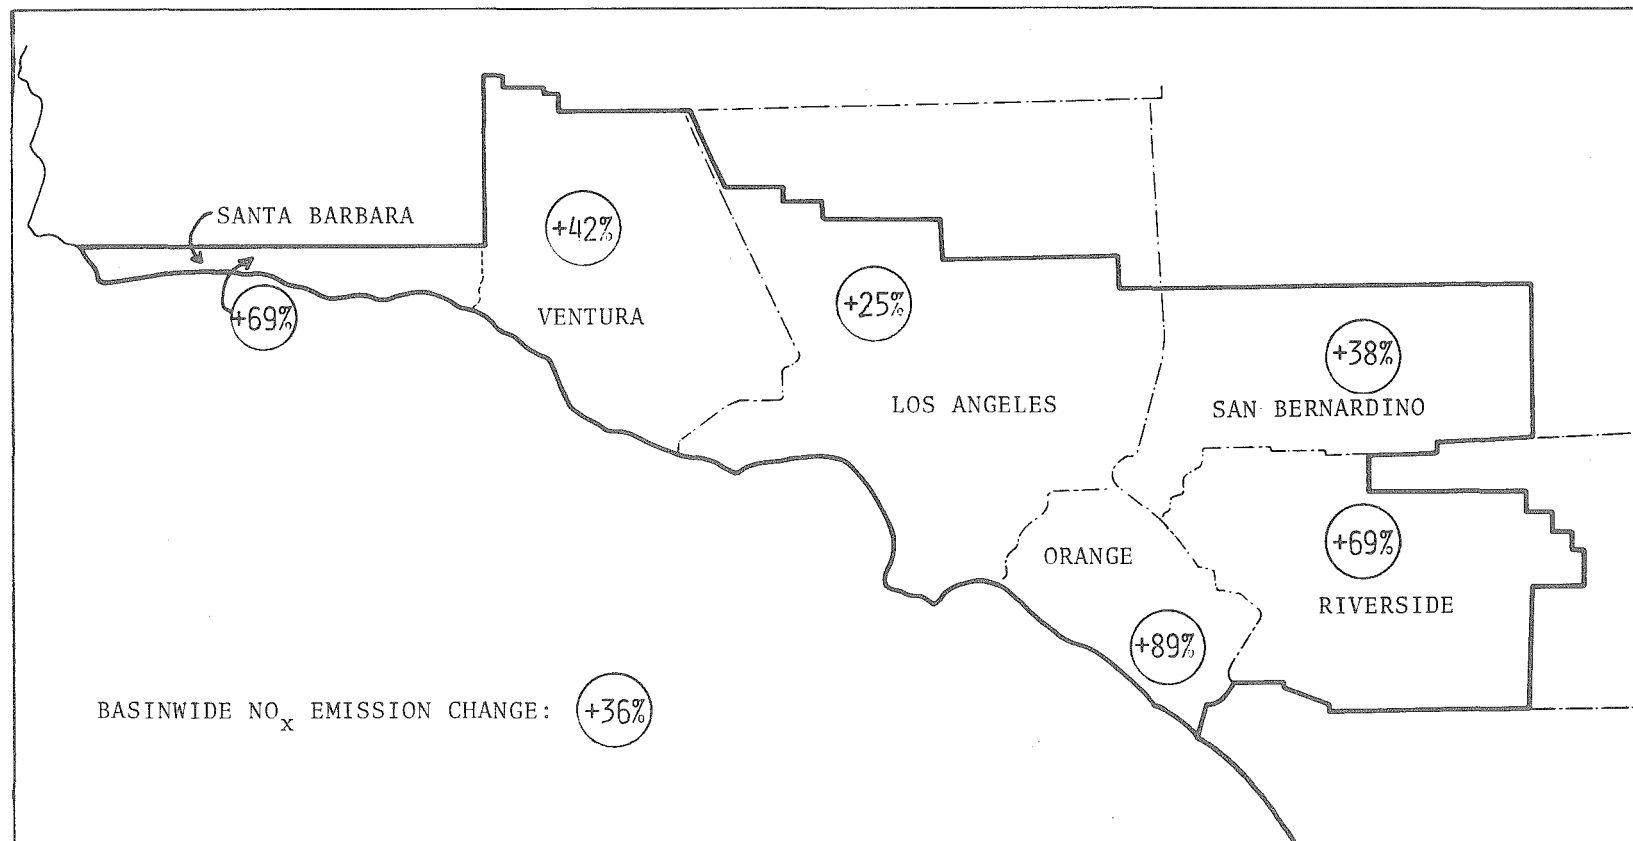 SANTA BARBARA
+42%
+25%
+69%
VENTURA
+38%
LOS ANGELES
SAN BERNARDINO
+69%
ORANGE
RIVERSIDE
+89%
BASINWIDE NOx EMISSION CHANGE: +36%